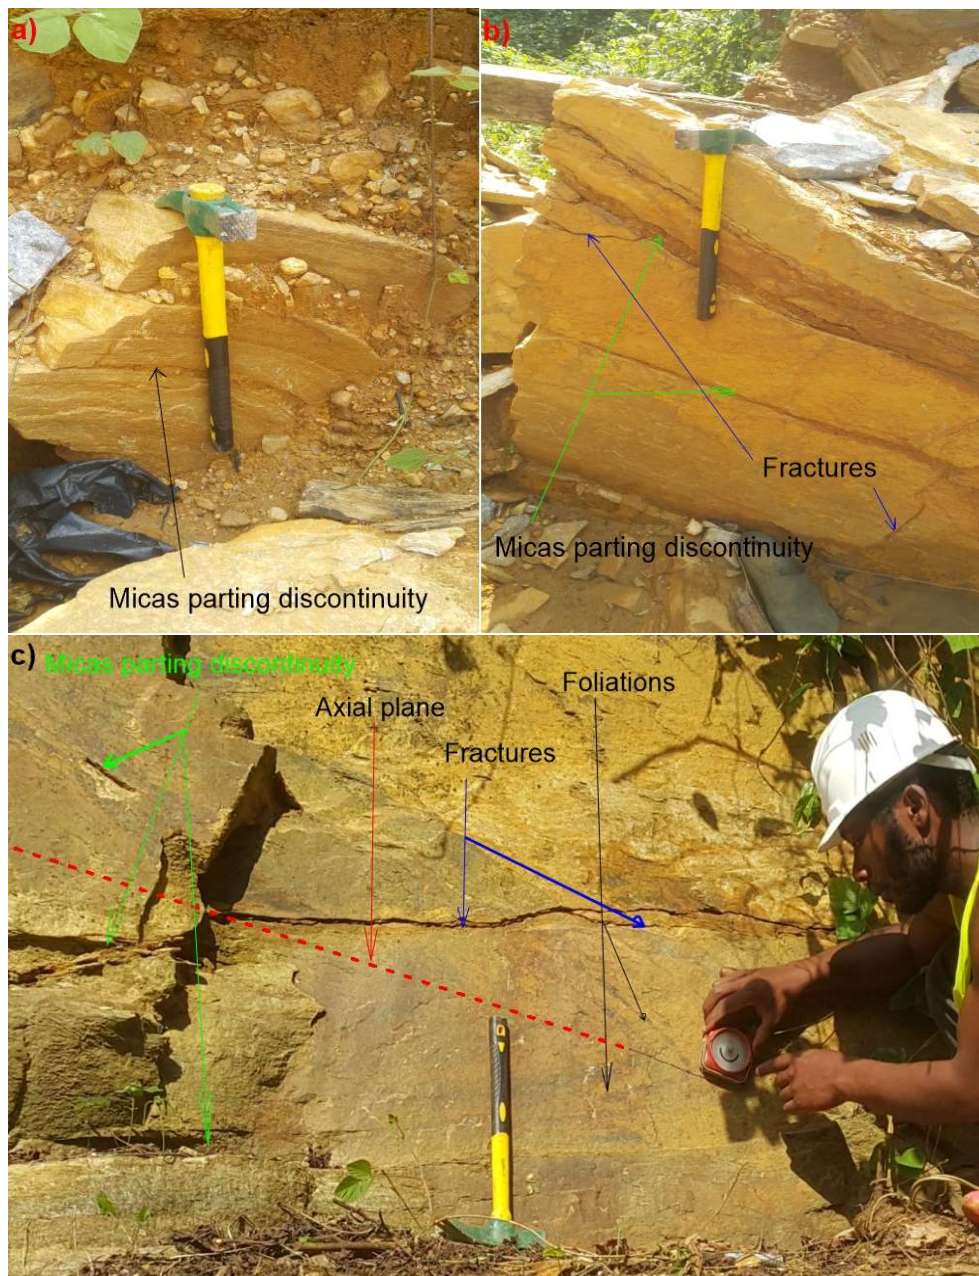 a)
Micas parting discontinuity
b)
Fractures
Micas parting discontinuity
c)
Micas parting discontinuity
Foliations
Axial plane
Fractures